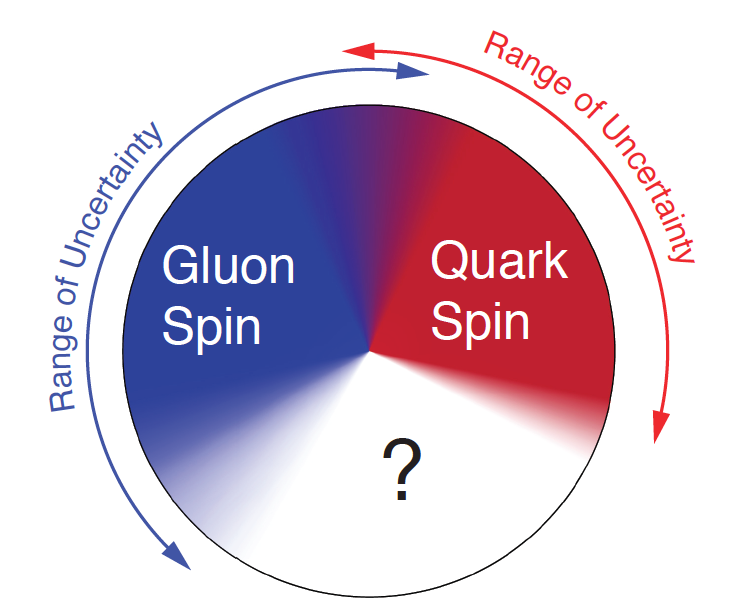 Range of Uncertainty
Range of Uncertainty
Gluon
Spin
Quark
Spin
?